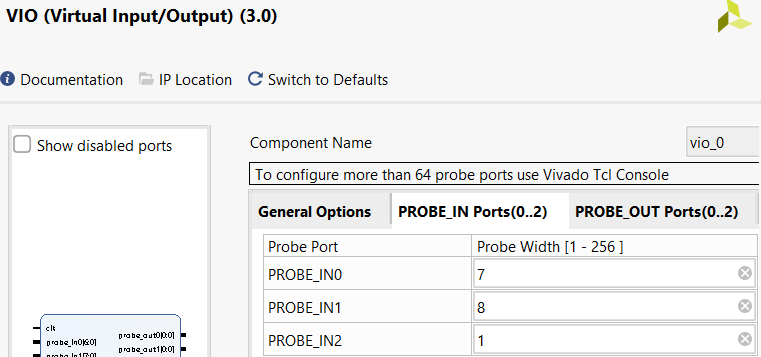 VIO (Virtual Input/Output) (3.0)
Documentation IP Location Switch to Defaults
Show disabled ports
Component Name vio_0
To configure more than 64 probe ports use Vivado Tcl Console
General Options PROBE_IN Ports(0..2) PROBE_OUT Ports(0..2)
Probe Port Probe Width [1 - 256 ]
PROBE_IN0 7
PROBE_IN1 8
PROBE_IN2 1
clk
probe_in0[6:0] probe_out0[0:0]
probe_in1[7:0] probe_out1[0:0]